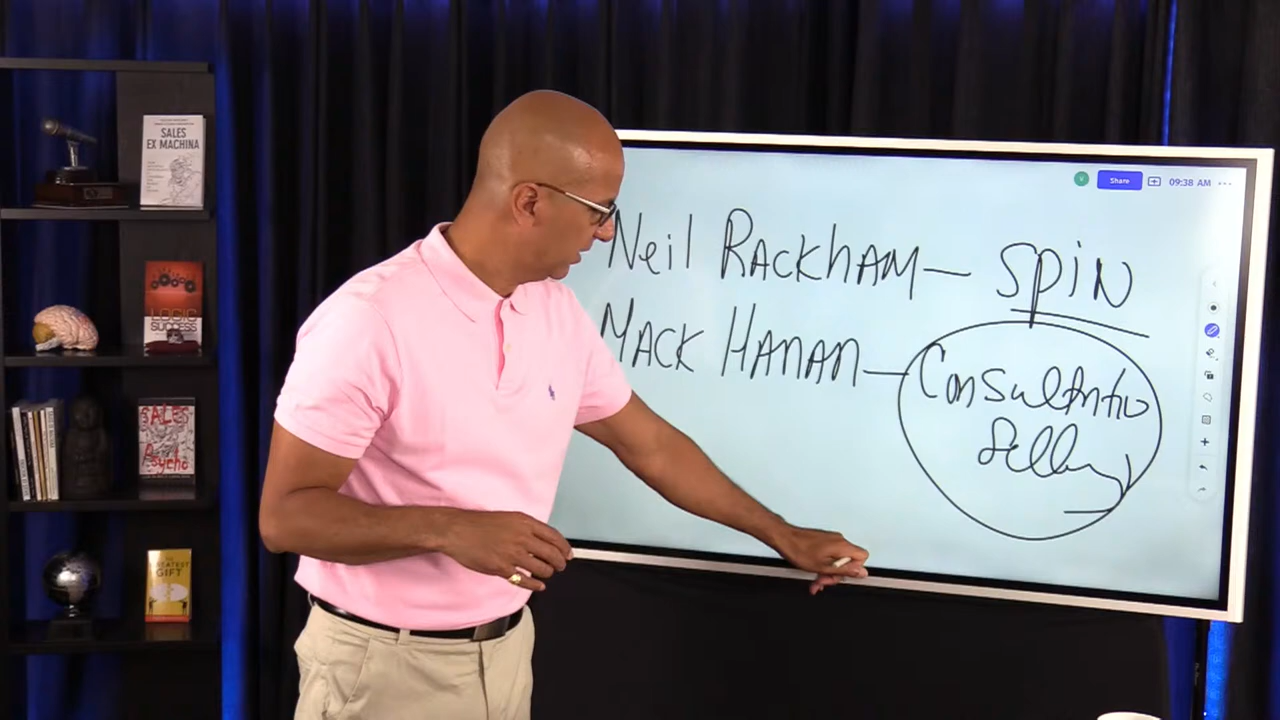 SALES
EX MACHINA
LOGIC
SUCCESS
SALES
Psycho
GREATEST
GIFT
Share
09:38 AM
Neil RACKHAM — SPIN
MACK HANAN — Consultantiv
Selling